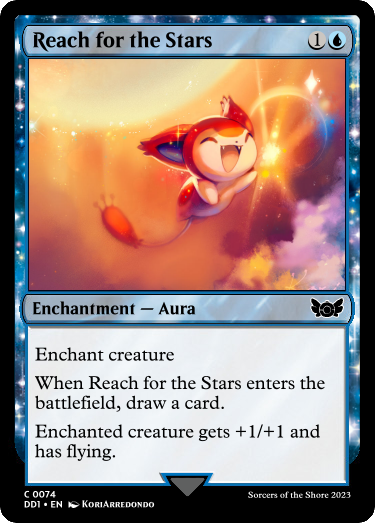 Reach for the Stars 1
Enchantment — Aura
Enchant creature
When Reach for the Stars enters the
battlefield, draw a card.
Enchanted creature gets +1/+1 and
has flying.
C 0074
DD1 • EN KoriArredondo
Sorcers of the Shore 2023